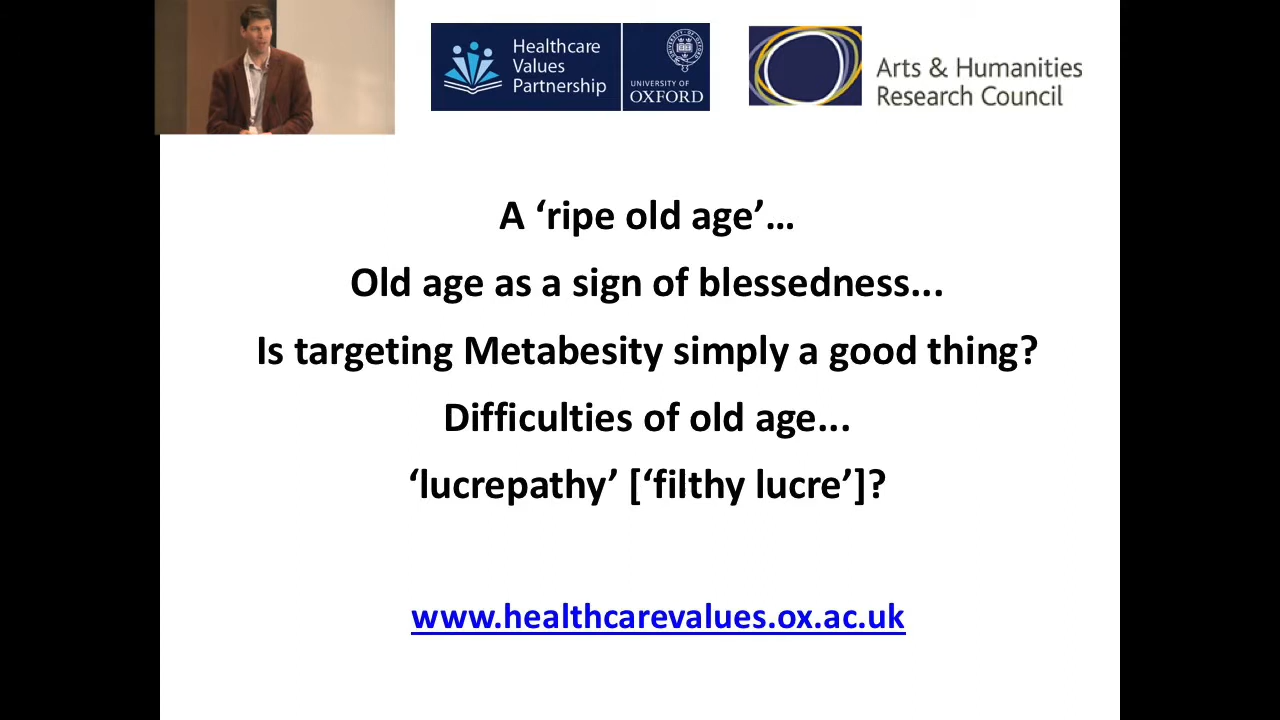 Healthcare
Values
Partnership
UNIVERSITY OF
OXFORD
Arts & Humanities
Research Council
A ‘ripe old age’…
Old age as a sign of blessedness...
Is targeting Metabesity simply a good thing?
Difficulties of old age...
‘lucrepathy’ [‘filthy lucre’]?
www.healthcarevalues.ox.ac.uk